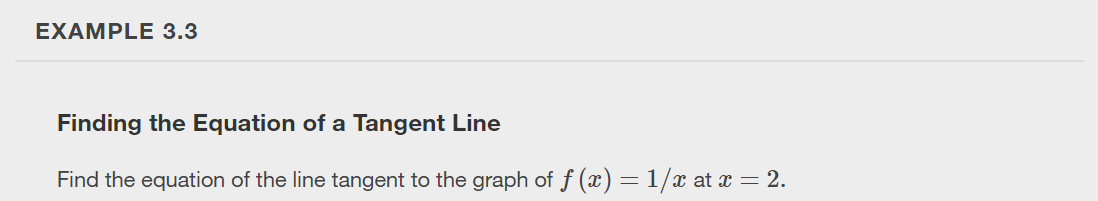 EXAMPLE 3.3
Finding the Equation of a Tangent Line
Find the equation of the line tangent to the graph of f (x) = 1/x at x = 2.